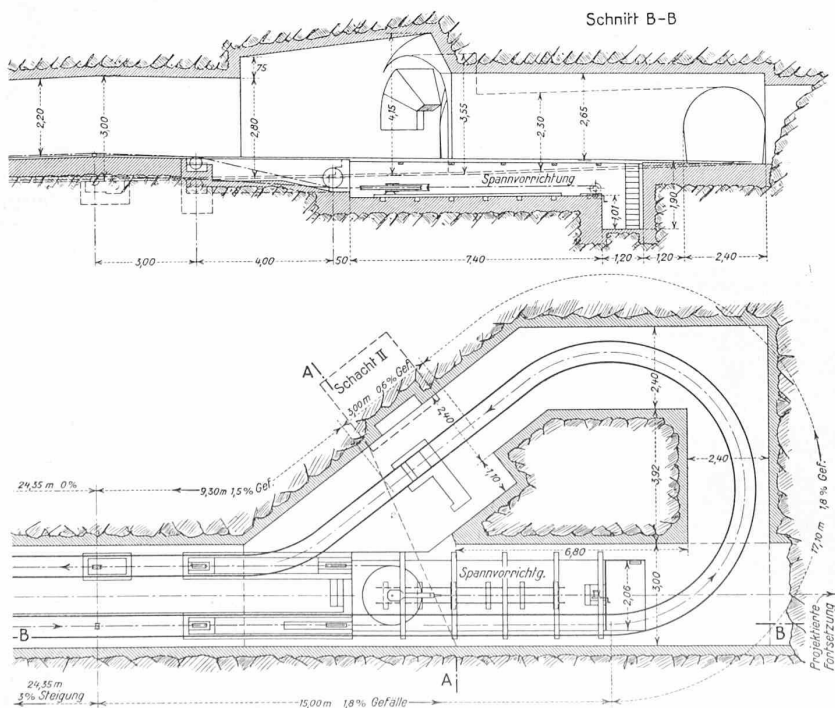 Schnitt B-B
75
2,20
3,00
2,80
4,15
3,55
2,30
2,65
Spannvorrichtung
1,01
1,90
3,00
4,00
50
7,40
1,20
1,20
2,40
A
Schacht II
3,00m 0,6% Gef.
2,40
2,40
1,10
3,92
2,40
24,35 m 0%
9,30m 1,5% Gef.
17,10 m 1,8% Gef.
6,80
Spannvorrichtg.
2,06
3,00
B
B
Projektierte
Fortsetzung
A
24,35m
3% Steigung
15,00m 1,8% Gefälle